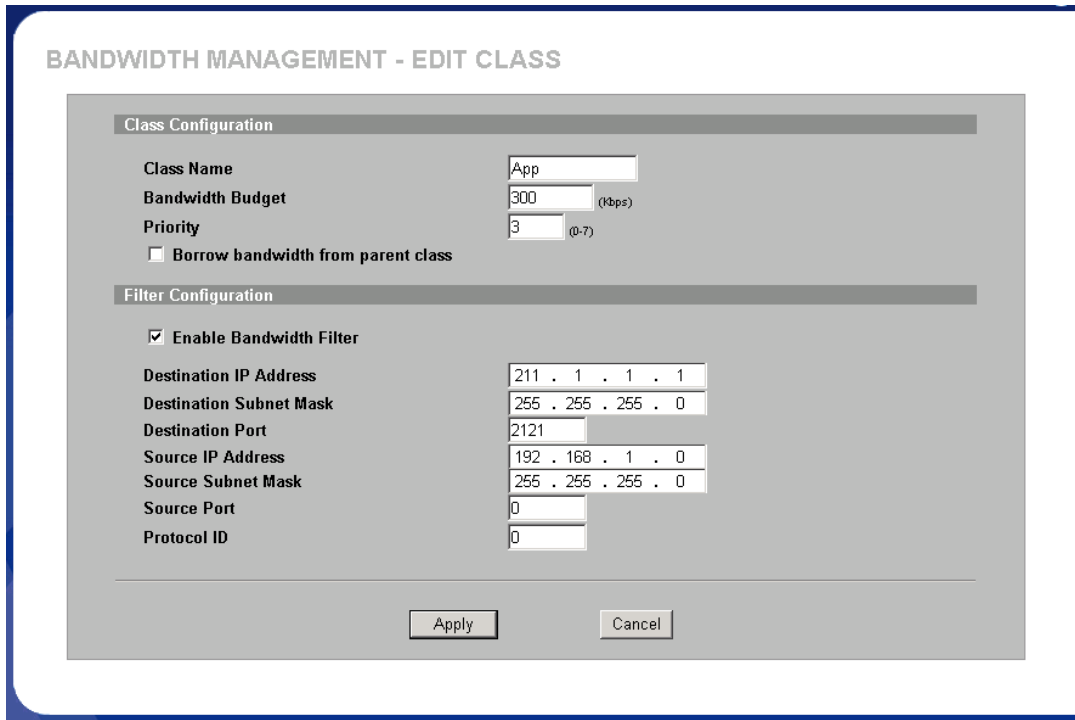 BANDWIDTH MANAGEMENT - EDIT CLASS
Class Configuration
Class Name App
Bandwidth Budget 300 (Kbps)
Priority 3 (0-7)
Borrow bandwidth from parent class
Filter Configuration
Enable Bandwidth Filter
Destination IP Address 211 . 1 . 1 . 1
Destination Subnet Mask 255 . 255 . 255 . 0
Destination Port 2121
Source IP Address 192 . 168 . 1 . 0
Source Subnet Mask 255 . 255 . 255 . 0
Source Port 0
Protocol ID 0
Apply Cancel